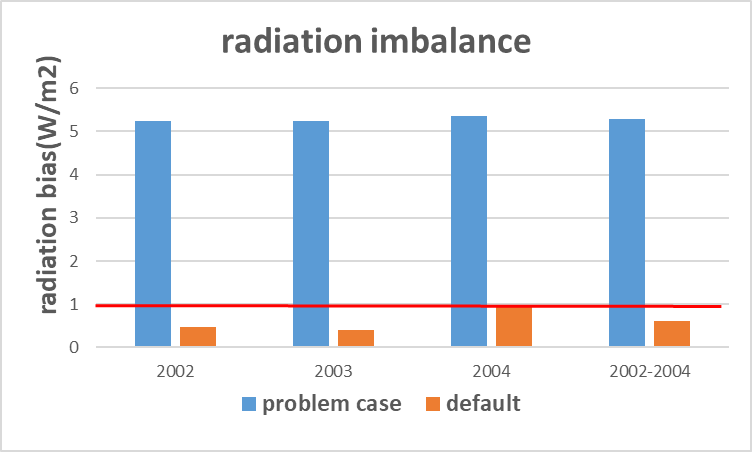 radiation imbalance
radiation bias(W/m2)
6
5
4
3
2
1
0
2002
2003
2004
2002-2004
problem case
default